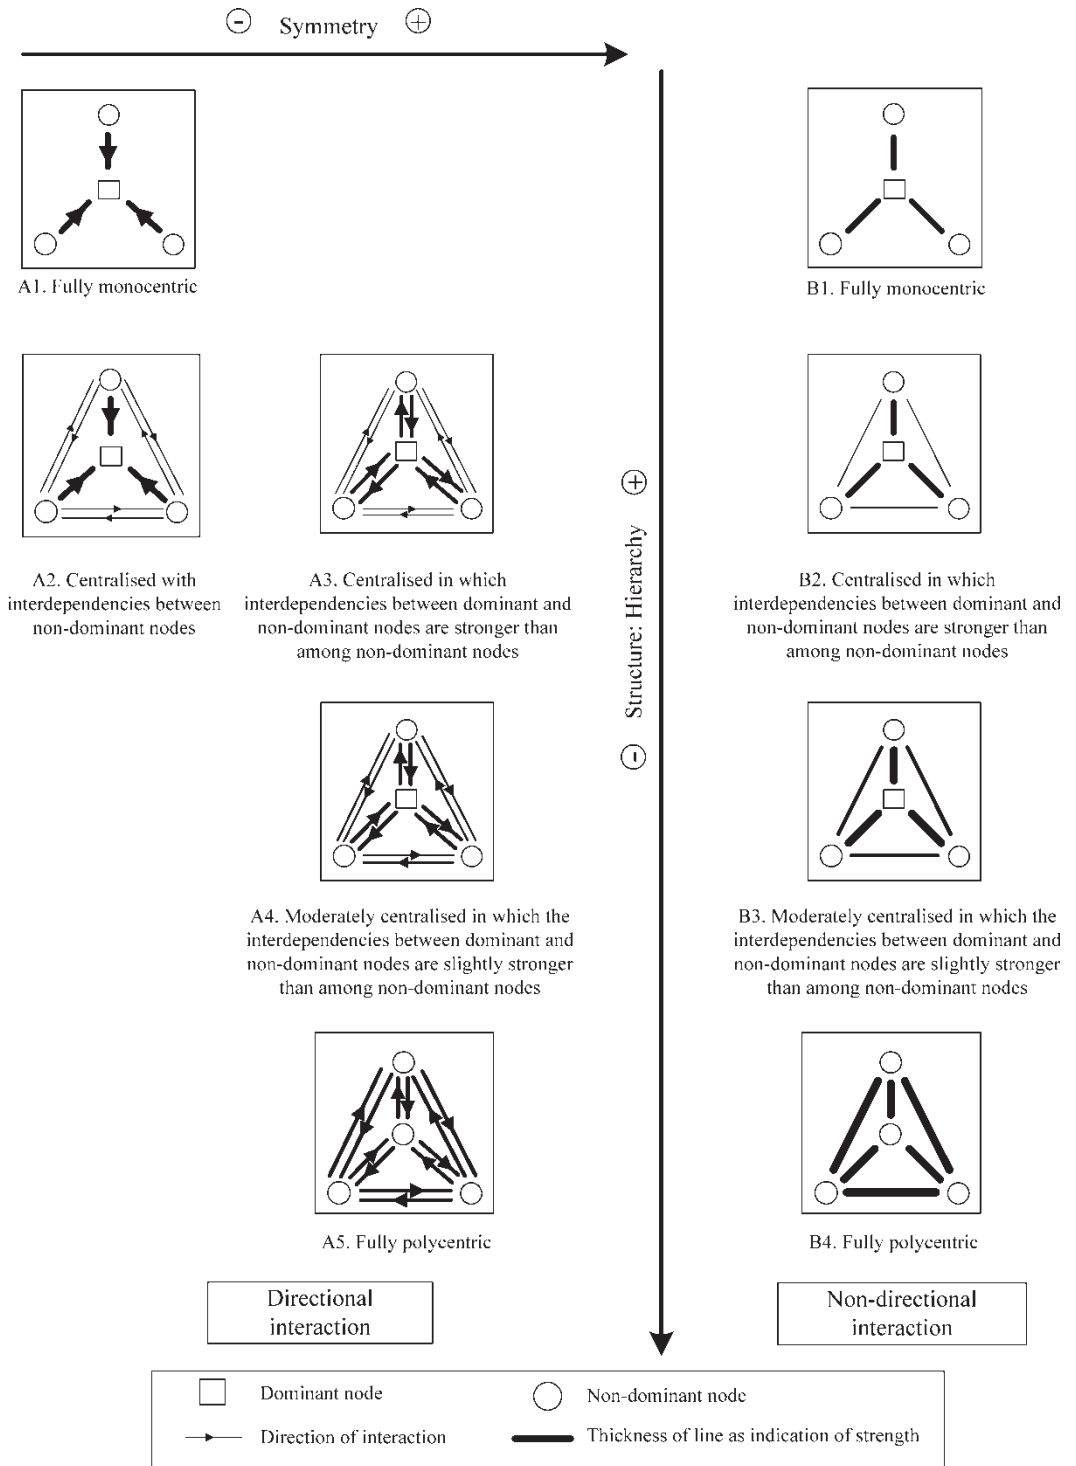 ⊖ Symmetry ⊕
A1. Fully monocentric
B1. Fully monocentric
A2. Centralised with
interdependencies between
non-dominant nodes
A3. Centralised in which
interdependencies between dominant and
non-dominant nodes are stronger than
among non-dominant nodes
⊖ Structure: Hierarchy ⊕
B2. Centralised in which
interdependencies between dominant and
non-dominant nodes are stronger than
among non-dominant nodes
A4. Moderately centralised in which the
interdependencies between dominant and
non-dominant nodes are slightly stronger
than among non-dominant nodes
B3. Moderately centralised in which the
interdependencies between dominant and
non-dominant nodes are slightly stronger
than among non-dominant nodes
A5. Fully polycentric
B4. Fully polycentric
Directional
interaction
Non-directional
interaction
Dominant node
Non-dominant node
Direction of interaction
Thickness of line as indication of strength